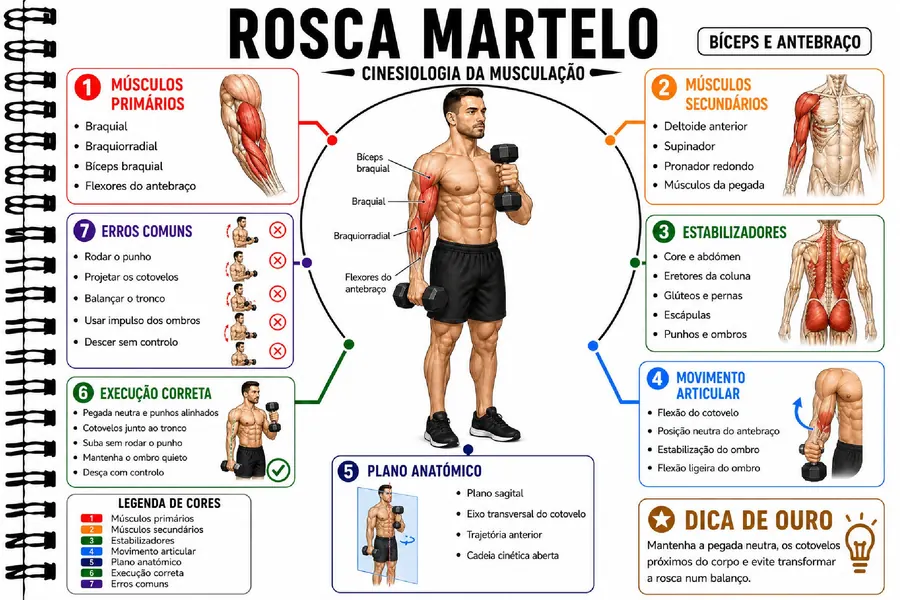 ROSCA MARTELO
CINESIOLOGIA DA MUSCULAÇÃO
BÍCEPS E ANTEBRAÇO
1 MÚSCULOS
PRIMÁRIOS
• Braquial
• Braquiorradial
• Bíceps braquial
• Flexores do antebraço
2 MÚSCULOS
SECUNDÁRIOS
• Deltoide anterior
• Supinador
• Pronador redondo
• Músculos da pegada
Bíceps
braquial
Braquial
Braquiorradial
Flexores do
antebraço
7 ERROS COMUNS
• Rodar o punho
• Projetar os cotovelos
• Balançar o tronco
• Usar impulso dos ombros
• Descer sem controlo
3 ESTABILIZADORES
• Core e abdómen
• Eretores da coluna
• Glúteos e pernas
• Escápulas
• Punhos e ombros
6 EXECUÇÃO CORRETA
• Pegada neutra e punhos alinhados
• Cotovelos junto ao tronco
• Suba sem rodar o punho
• Mantenha o ombro quieto
• Desça com controlo
4 MOVIMENTO
ARTICULAR
• Flexão do cotovelo
• Posição neutra do antebraço
• Estabilização do ombro
• Flexão ligeira do ombro
5 PLANO ANATÓMICO
• Plano sagital
• Eixo transversal do cotovelo
• Trajetória anterior
• Cadeia cinética aberta
LEGENDA DE CORES
1 Músculos primários
2 Músculos secundários
3 Estabilizadores
4 Movimento articular
5 Plano anatómico
6 Execução correta
7 Erros comuns
DICA DE OURO
Mantenha a pegada neutra, os cotovelos
próximos do corpo e evite transformar
a rosca num balanço.